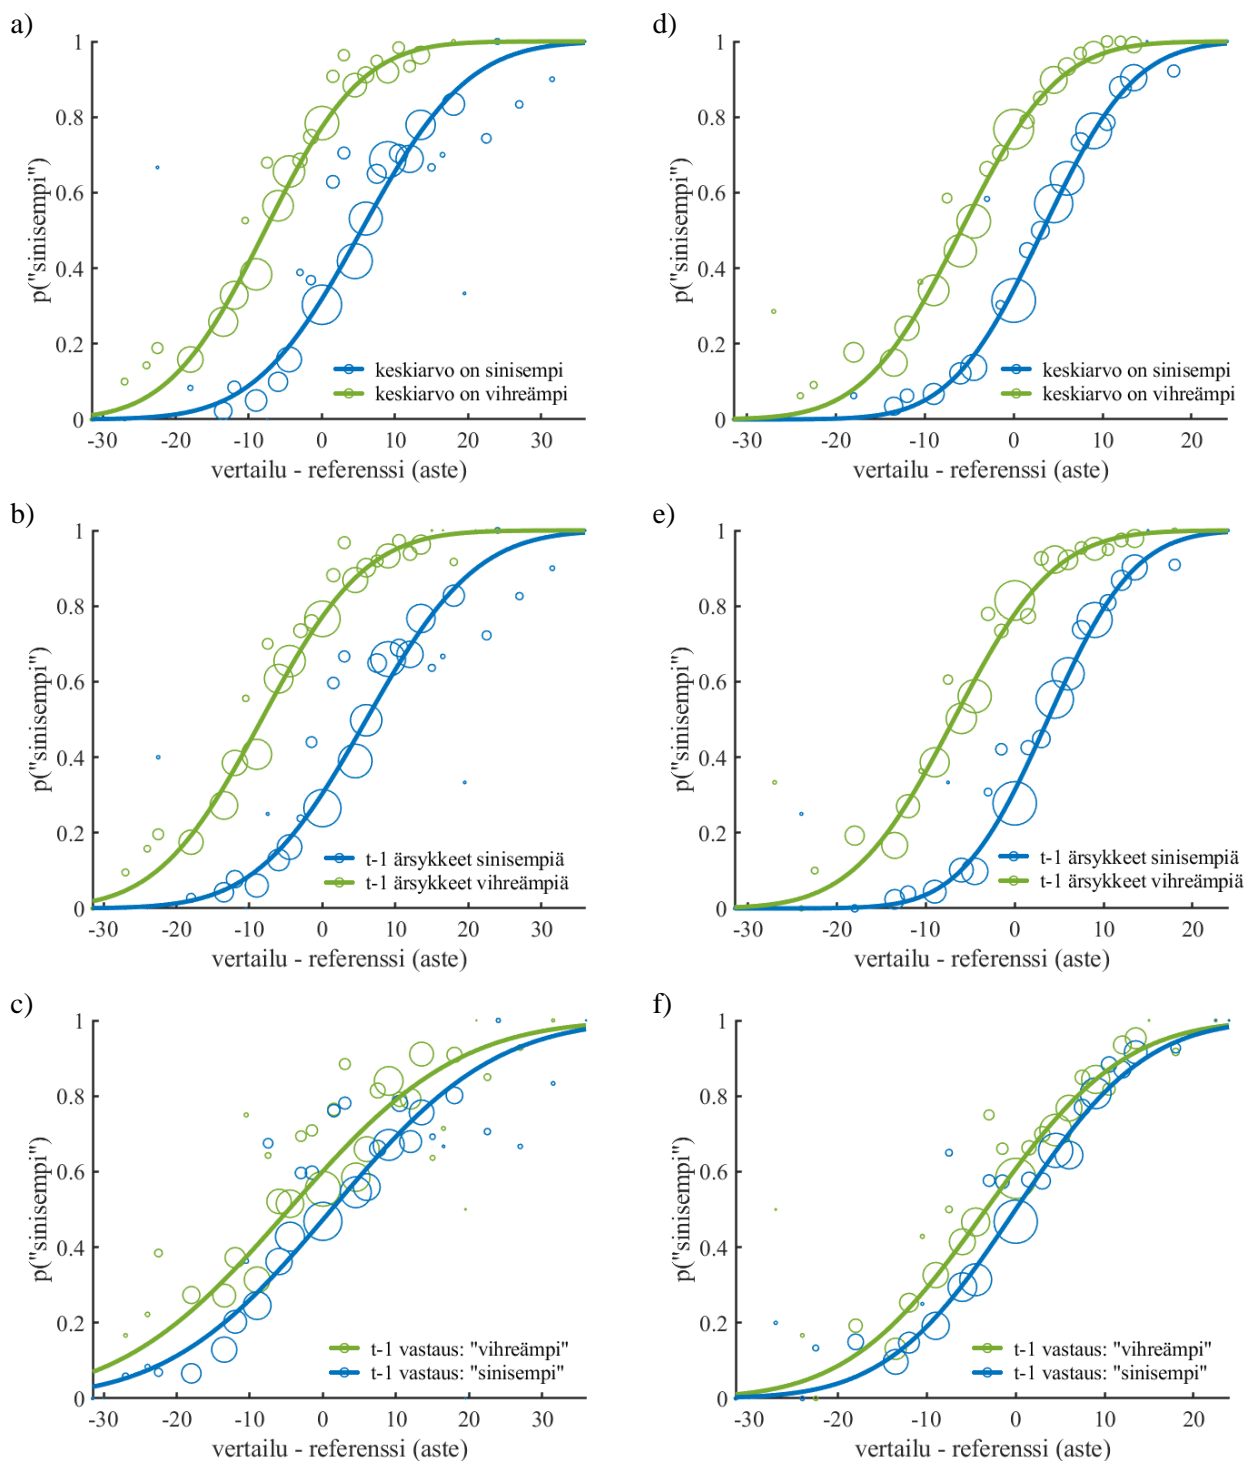 a)
1
0.8
0.6
0.4
0.2
0
p("sinisempi")
keskiarvo on sinisempi
keskiarvo on vihreämpi
-30 -20 -10 0 10 20 30
vertailu - referenssi (aste)
d)
1
0.8
0.6
0.4
0.2
0
p("sinisempi")
keskiarvo on sinisempi
keskiarvo on vihreämpi
-30 -20 -10 0 10 20
vertailu - referenssi (aste)
b)
1
0.8
0.6
0.4
0.2
0
p("sinisempi")
t-1 ärsykkeet sinisempiä
t-1 ärsykkeet vihreämpiä
-30 -20 -10 0 10 20 30
vertailu - referenssi (aste)
e)
1
0.8
0.6
0.4
0.2
0
p("sinisempi")
t-1 ärsykkeet sinisempiä
t-1 ärsykkeet vihreämpiä
-30 -20 -10 0 10 20
vertailu - referenssi (aste)
c)
1
0.8
0.6
0.4
0.2
0
p("sinisempi")
t-1 vastaus: "vihreämpi"
t-1 vastaus: "sinisempi"
-30 -20 -10 0 10 20 30
vertailu - referenssi (aste)
f)
1
0.8
0.6
0.4
0.2
0
p("sinisempi")
t-1 vastaus: "vihreämpi"
t-1 vastaus: "sinisempi"
-30 -20 -10 0 10 20
vertailu - referenssi (aste)